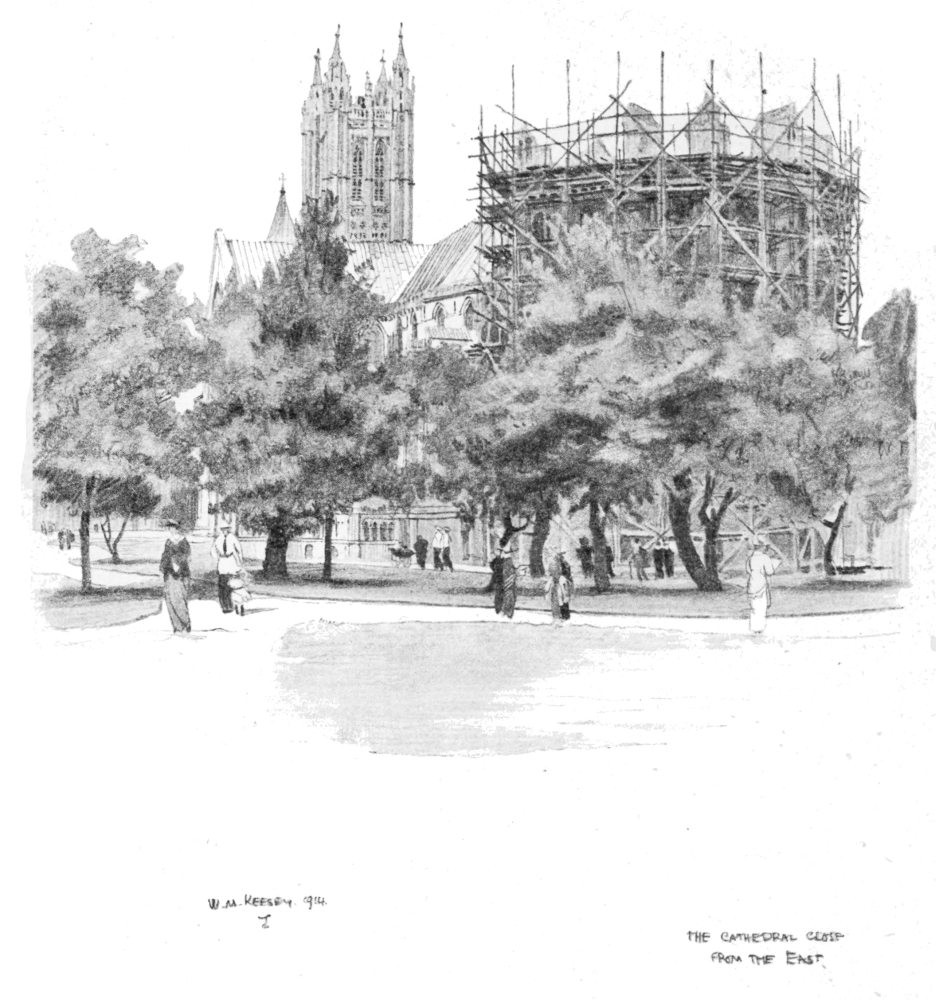 W.M. KEESEY. 1914.
THE CATHEDRAL CLOSE
FROM THE EAST.